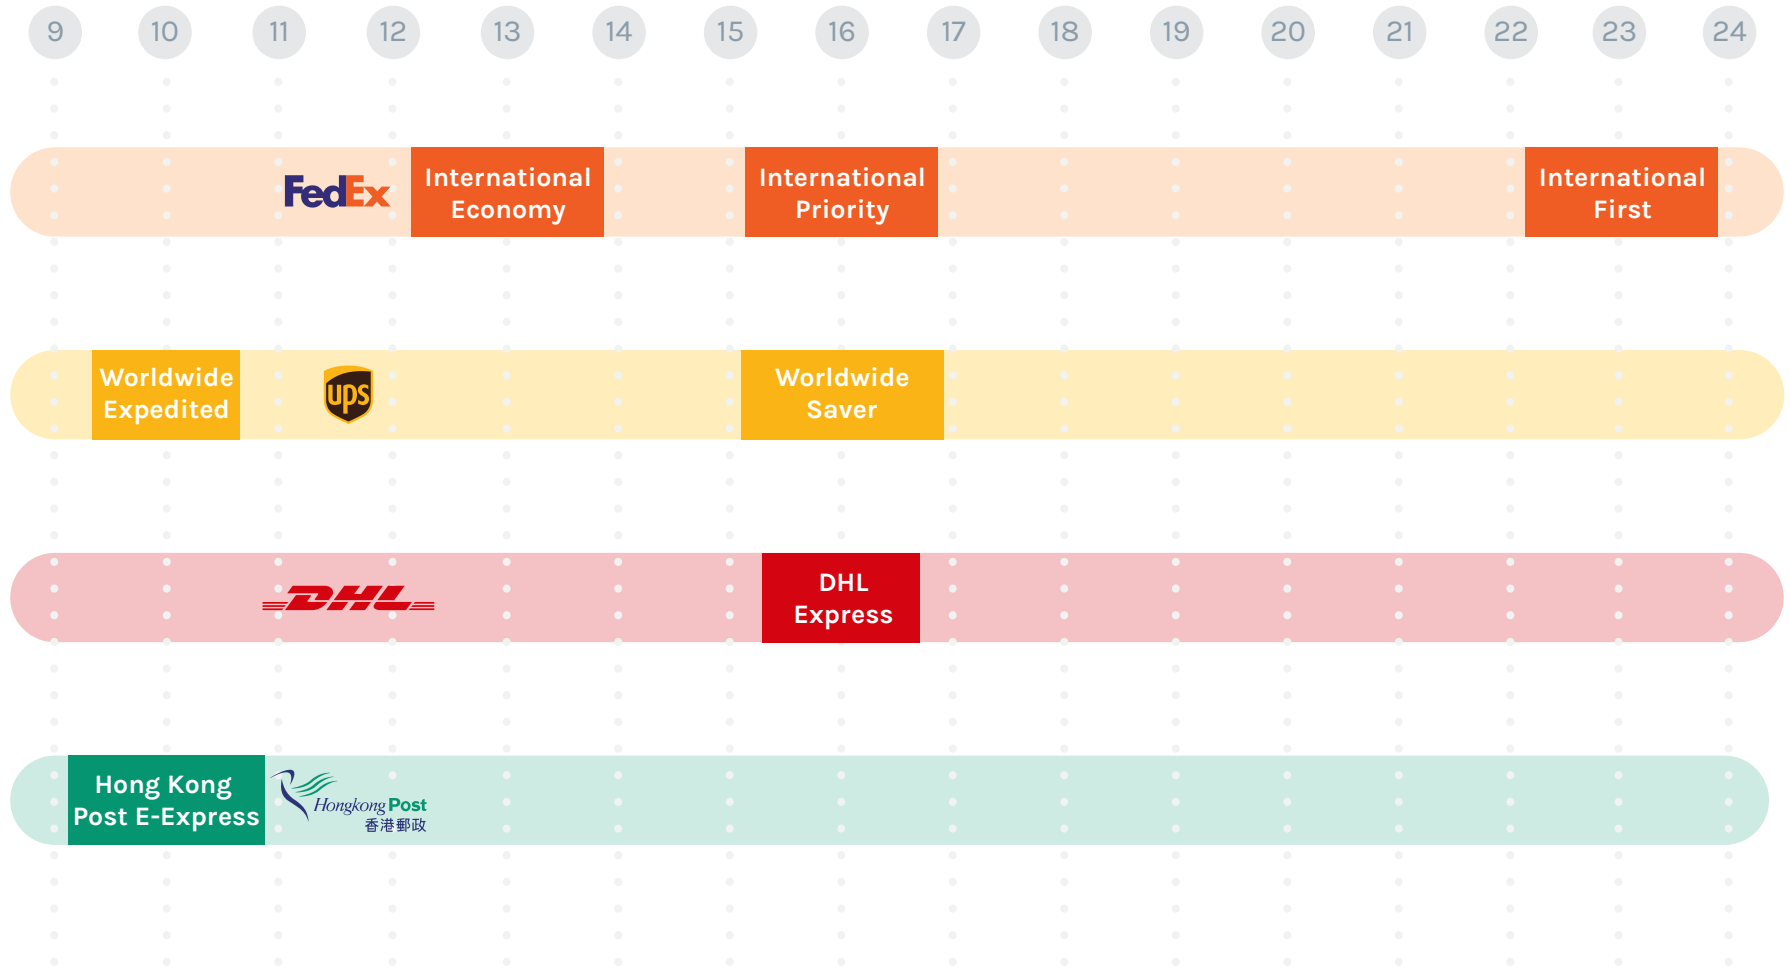 9 10 11 12 13 14 15 16 17 18 19 20 21 22 23 24
FedEx
International
Economy
International
Priority
International
First
Worldwide
Expedited
ups
Worldwide
Saver
DHL
DHL
Express
Hong Kong
Post E-Express
Hongkong Post
香港郵政